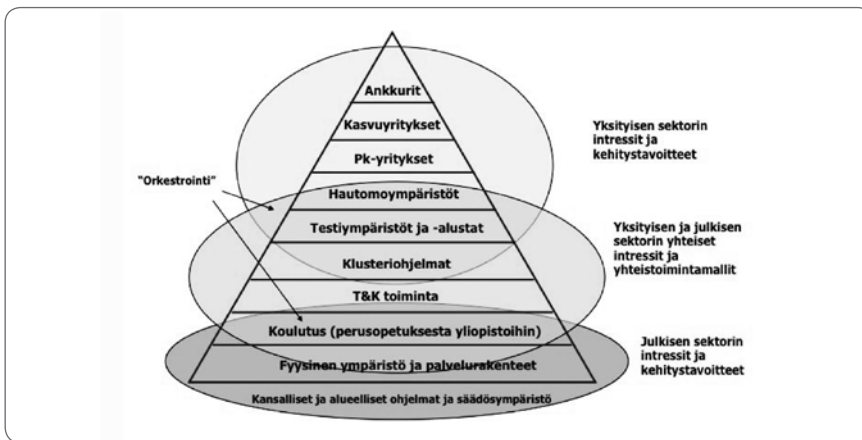 Ankkurit
Kasvuyritykset
Pk-yritykset
Hautomoympäristöt
Testiympäristöt ja -alustat
Klusteriohjelmat
T&K toiminta
Koulutus (perusopetuksesta yliopistoihin)
Fyysinen ympäristö ja palvelurakenteet
Kansalliset ja alueelliset ohjelmat ja säädösympäristö
"Orkestrointi"
Yksityisen sektorin
intressit ja
kehitystavoitteet
Yksityisen ja julkisen
sektorin yhteiset
intressit ja
yhteistoimintamallit
Julkisen sektorin
intressit ja
kehitystavoitteet